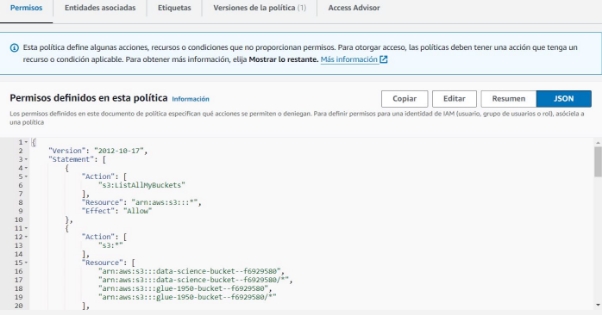 Permisos Entidades asociadas Etiquetas Versiones de la política (1) Access Advisor
Esta política define algunas acciones, recursos o condiciones que no proporcionan permisos. Para otorgar acceso, las políticas deben tener una acción que tenga un
recurso o condición aplicable. Para obtener más información, elija Mostrar lo restante. Más información
Permisos definidos en esta política Información Copiar Editar Resumen JSON
Los permisos definidos en este documento de política especifican qué acciones se permiten o deniegan. Para definir permisos para una identidad de IAM (usuario, grupo de usuarios o rol), asóciela a
una política
1 {
2 "Version": "2012-10-17",
3 "Statement": [
4 {
5 "Action": [
6 "s3:ListAllMyBuckets"
7 ],
8 "Resource": "arn:aws:s3:::*",
9 "Effect": "Allow"
10 },
11 {
12 "Action": [
13 "s3:*"
14 ],
15 "Resource": [
16 "arn:aws:s3:::data-science-bucket--f6929580",
17 "arn:aws:s3:::data-science-bucket--f6929580/*",
18 "arn:aws:s3:::glue-1950-bucket--f6929580",
19 "arn:aws:s3:::glue-1950-bucket--f6929580/*"
20 ],